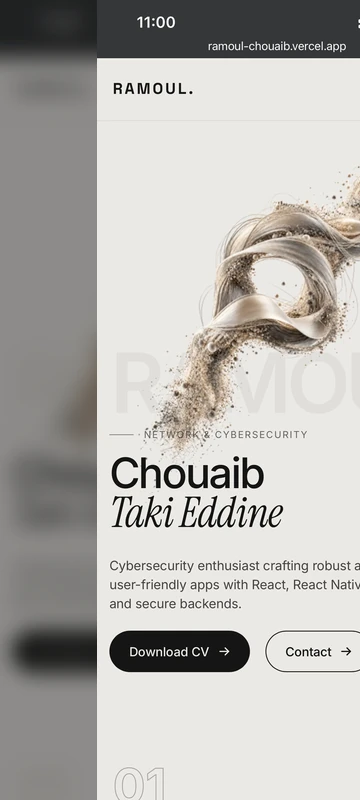 11:00
ramoul-chouaib.vercel.app
RAMOUL.
RAMOU
NETWORK & CYBERSECURITY
Chouaib
Taki Eddine
Cybersecurity enthusiast crafting robust a
user-friendly apps with React, React Nativ
and secure backends.
Download CV →
Contact →
01